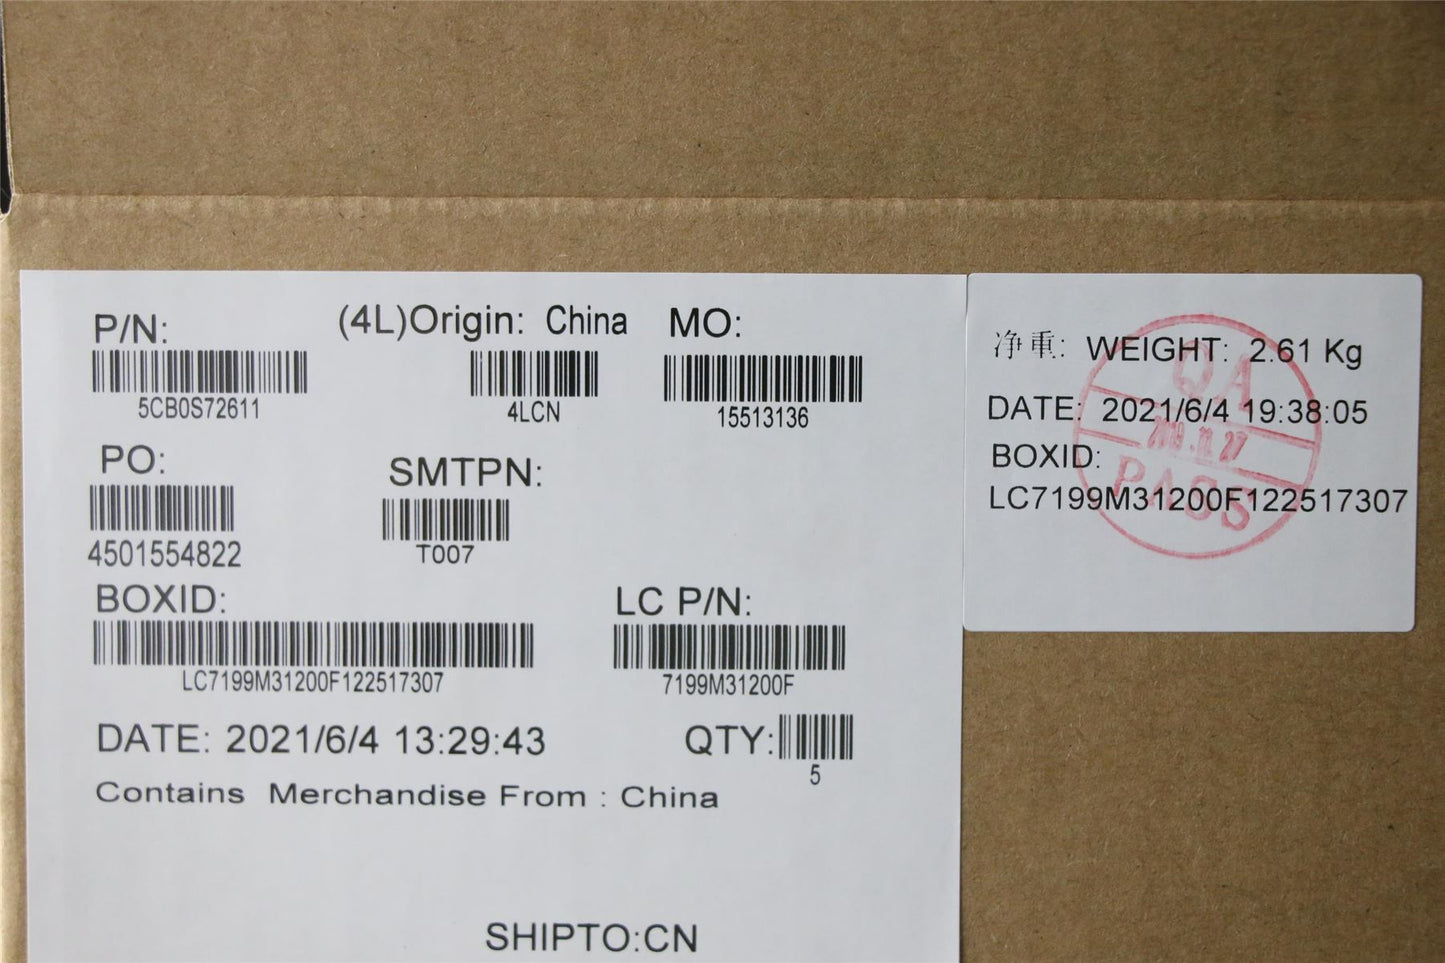 P/N:
5CB0S72611
(4L)Origin: China
4LCN
MO:
15513136
PO:
4501554822
SMTPN:
T007
BOXID:
LC7199M31200F122517307
LC P/N:
7199M31200F
DATE: 2021/6/4 13:29:43
QTY:
5
Contains Merchandise From : China
SHIPTO:CN
净重: WEIGHT: 2.61 Kg
DATE: 2021/6/4 19:38:05
BOXID:
LC7199M31200F122517307
QA
PASS